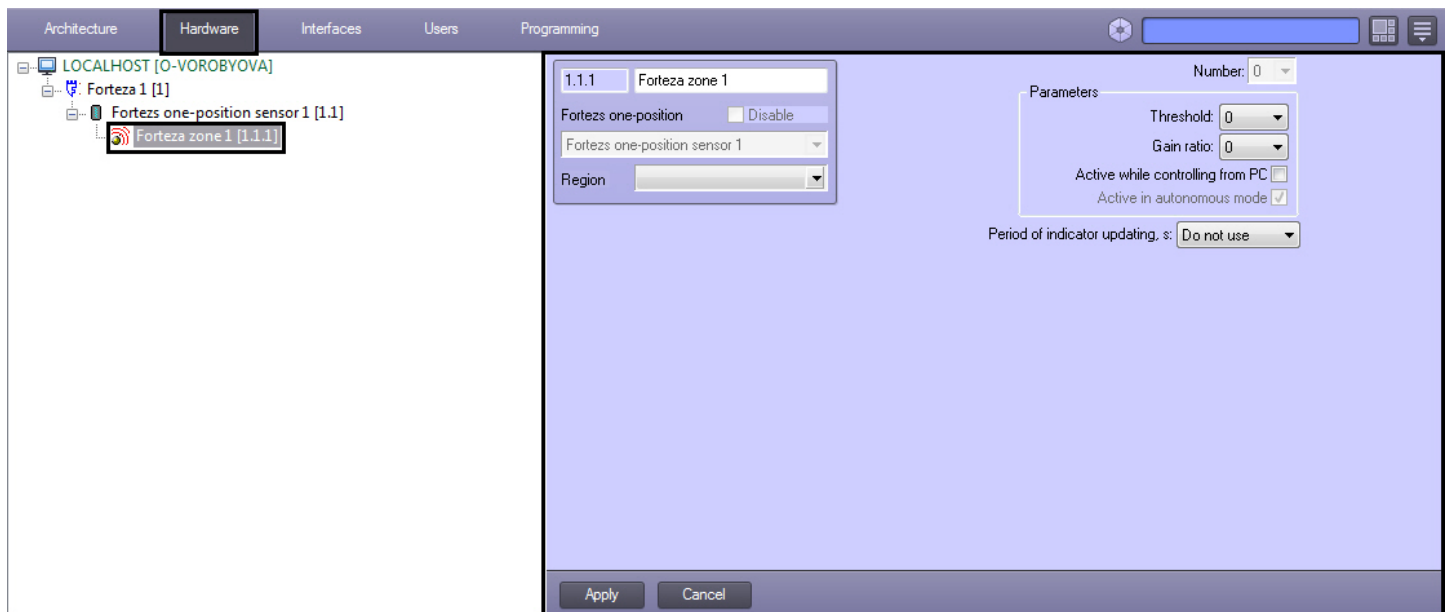 Architecture Hardware Interfaces Users Programming
LOCALHOST [O-VOROBYOVA]
Forteza 1 [1]
Fortezs one-position sensor 1 [1.1]
Forteza zone 1 [1.1.1]
1.1.1 Forteza zone 1
Fortezs one-position Disable
Fortezs one-position sensor 1
Region
Number: 0
Parameters
Threshold: 0
Gain ratio: 0
Active while controlling from PC
Active in autonomous mode
Period of indicator updating, s: Do not use
Apply Cancel